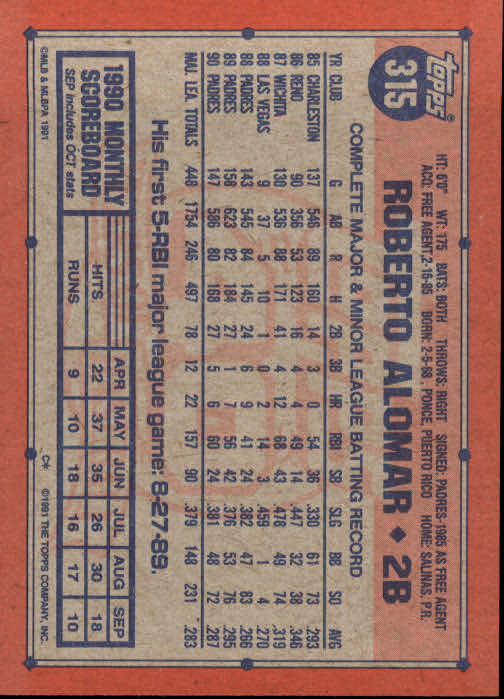 Topps®
315
HT: 6'0" WT: 175 BATS: BOTH THROWS: RIGHT SIGNED: PADRES-1985 AS FREE AGENT
ACQ: FREE AGENT, 2-16-85 BORN: 2-5-68, PONCE, PUERTO RICO HOME: SALINAS, P.R.
ROBERTO ALOMAR ◆ 2B
COMPLETE MAJOR & MINOR LEAGUE BATTING RECORD
YR CLUB G AB R H 2B 3B HR RBI SB SLG BB SO AVG
85 CHARLESTON 137 546 89 160 14 3 0 54 36 .330 61 73 .293
86 RENO 90 356 53 123 16 4 4 49 14 .447 32 38 .346
87 WICHITA 130 536 88 171 41 4 12 68 43 .478 49 74 .319
88 LAS VEGAS 9 37 5 10 1 0 2 14 3 .459 1 4 .270
88 PADRES 143 545 84 145 24 6 9 41 24 .382 47 83 .266
89 PADRES 158 623 82 184 27 1 7 56 42 .376 53 76 .295
90 PADRES 147 586 80 168 27 5 6 60 24 .381 48 72 .287
MAJ. LEA. TOTALS 448 1754 246 497 78 12 22 157 90 .379 148 231 .283
His first 5-RBI major league game: 8-27-89.
1990 MONTHLY
SCOREBOARD
SEP includes OCT stats
APR MAY JUN JUL AUG SEP
HITS 22 37 35 26 30 18
RUNS 9 10 18 16 17 10
©MLB & MLBPA 1991
C* ©1991 THE TOPPS COMPANY, INC.